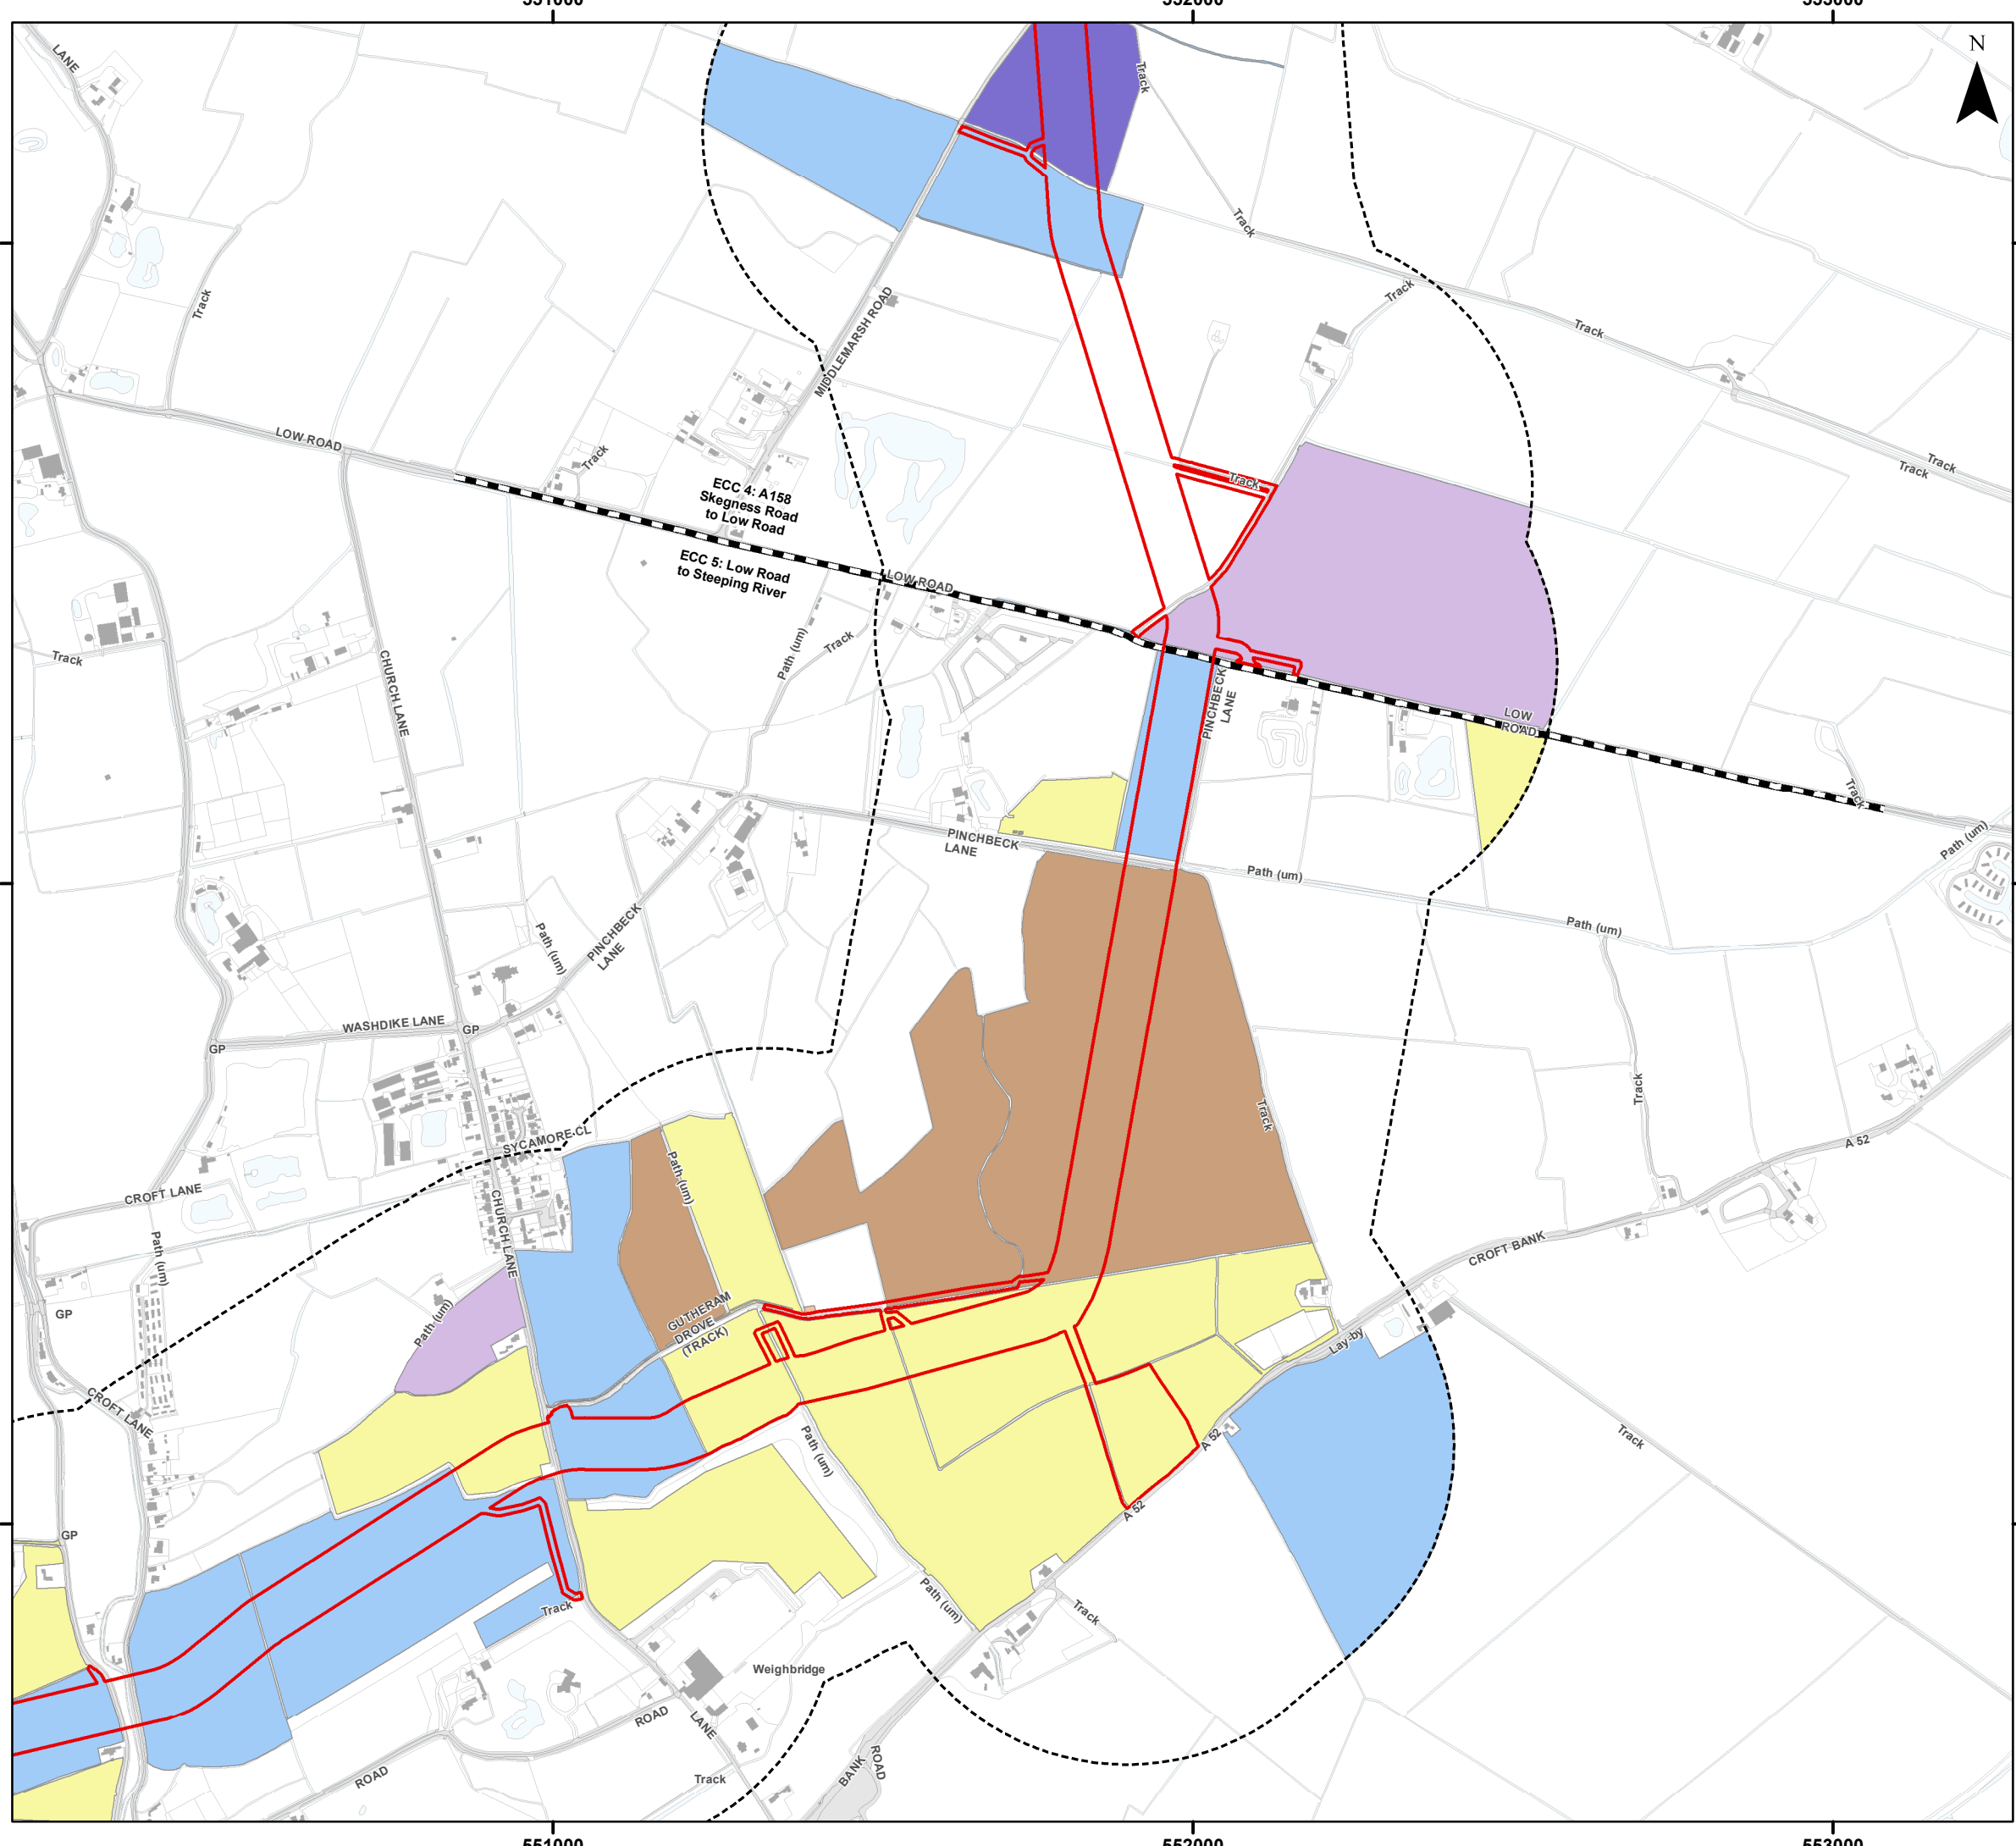 551000
552000
553000
N
LANE
Track
Track
Track
Track
Track
MIDDLEMARSH ROAD
LOW ROAD
Track
ECC 4: A158
Skegness Road
to Low Road
Track
Track
Track
ECC 5: Low Road
to Steeping River
LOW ROAD
Track
CHURCH LANE
Path (um)
Track
PINCHBECK
LANE
LOW
ROAD
Track
PINCHBECK
LANE
Path (um)
Path (um)
Path (um)
Path (um)
PINCHBECK
LANE
WASHDIKE LANE
GP
GP
Track
Track
SYCAMORE CL
A 52
CROFT LANE
Path (um)
CHURCH LANE
Path (um)
CROFT BANK
GP
Path (um)
GUTHERAM
DROVE
(TRACK)
Lay-by
CROFT LANE
Path (um)
A 52
Track
A 52
GP
Track
Path (um)
Track
Weighbridge
ROAD
LANE
ROAD
Track
BANK
ROAD
551000
552000
553000